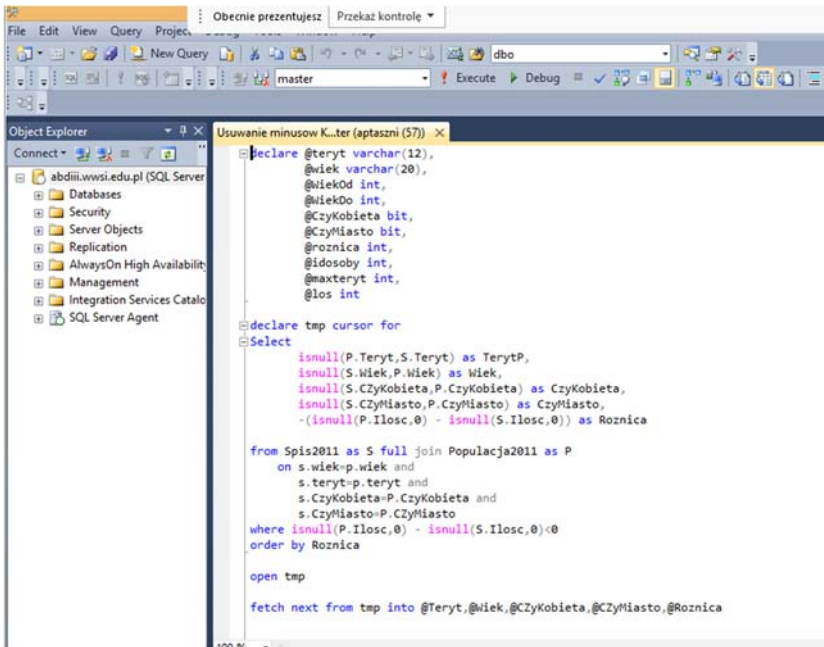 Obecnie prezentujesz Przekaż kontrolę
File Edit View Query Project Debug Tools Window Help
New Query dbo
master Execute Debug
Object Explorer
Usuwanie minusow K...ter (aptaszni (57))
Connect
abdiii.wwsi.edu.pl (SQL Server
Databases
Security
Server Objects
Replication
AlwaysOn High Availability
Management
Integration Services Catalo
SQL Server Agent
declare @teryt varchar(12),
@wiek varchar(20),
@WiekOd int,
@WiekDo int,
@CzyKobieta bit,
@CzyMiasto bit,
@roznica int,
@idosoby int,
@maxteryt int,
@los int
declare tmp cursor for
Select
isnull(P.Teryt,S.Teryt) as TerytP,
isnull(S.Wiek,P.Wiek) as Wiek,
isnull(S.CZyKobieta,P.CzyKobieta) as CzyKobieta,
isnull(S.CZyMiasto,P.CzyMiasto) as CzyMiasto,
-(isnull(P.Ilosc,0) - isnull(S.Ilosc,0)) as Roznica
from Spis2011 as S full join Populacja2011 as P
on s.wiek=p.wiek and
s.teryt=p.teryt and
s.CzyKobieta=P.CzyKobieta and
s.CzyMiasto=P.CZyMiasto
where isnull(P.Ilosc,0) - isnull(S.Ilosc,0)<0
order by Roznica
open tmp
fetch next from tmp into @Teryt,@Wiek,@CZyKobieta,@CZyMiasto,@Roznica
100 %